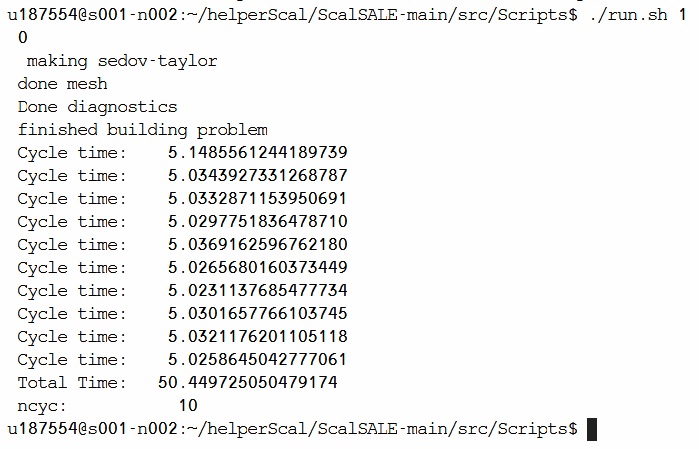 u187554@s001-n002:~/helperScal/ScalSALE-main/src/Scripts$ ./run.sh 1
0
making sedov-taylor
done mesh
Done diagnostics
finished building problem
Cycle time: 5.1485561244189739
Cycle time: 5.0343927331268787
Cycle time: 5.0332871153950691
Cycle time: 5.0297751836478710
Cycle time: 5.0369162596762180
Cycle time: 5.0265680160373449
Cycle time: 5.0231137685477734
Cycle time: 5.0301657766103745
Cycle time: 5.0321176201105118
Cycle time: 5.0258645042777061
Total Time: 50.449725050479174
ncyc: 10
u187554@s001-n002:~/helperScal/ScalSALE-main/src/Scripts$